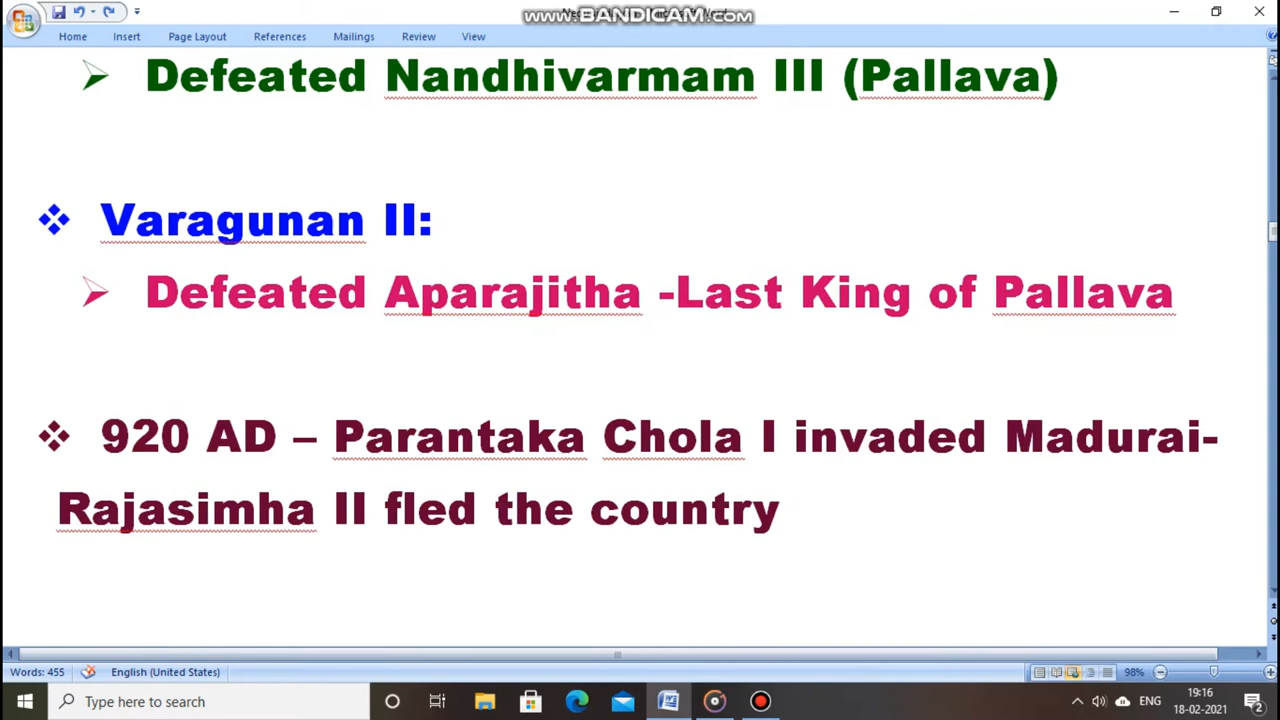 www.BANDICAM.com
Home Insert Page Layout References Mailings Review View
Defeated Nandhivarmam III (Pallava)
Varagunan II:
Defeated Aparajitha -Last King of Pallava
920 AD – Parantaka Chola I invaded Madurai-
Rajasimha II fled the country
Words: 455 English (United States) 98%
Type here to search ENG 19:16
18-02-2021 2